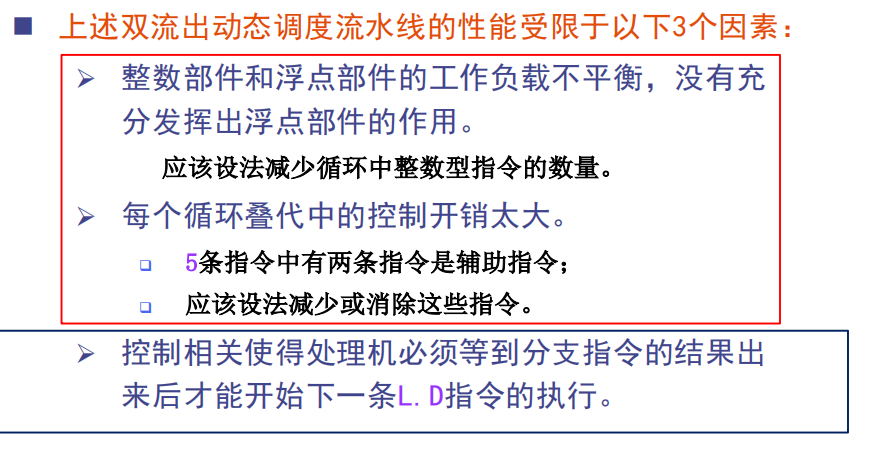 上述双流出动态调度流水线的性能受限于以下3个因素：
整数部件和浮点部件的工作负载不平衡，没有充
分发挥出浮点部件的作用。
应该设法减少循环中整数型指令的数量。
每个循环叠代中的控制开销太大。
5条指令中有两条指令是辅助指令；
应该设法减少或消除这些指令。
控制相关使得处理机必须等到分支指令的结果出
来后才能开始下一条L.D指令的执行。